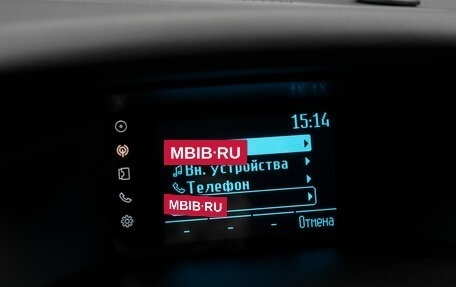 15:14
MBIB.RU
Вн. устройства
Телефон
MBIB.RU
- - - Отмена